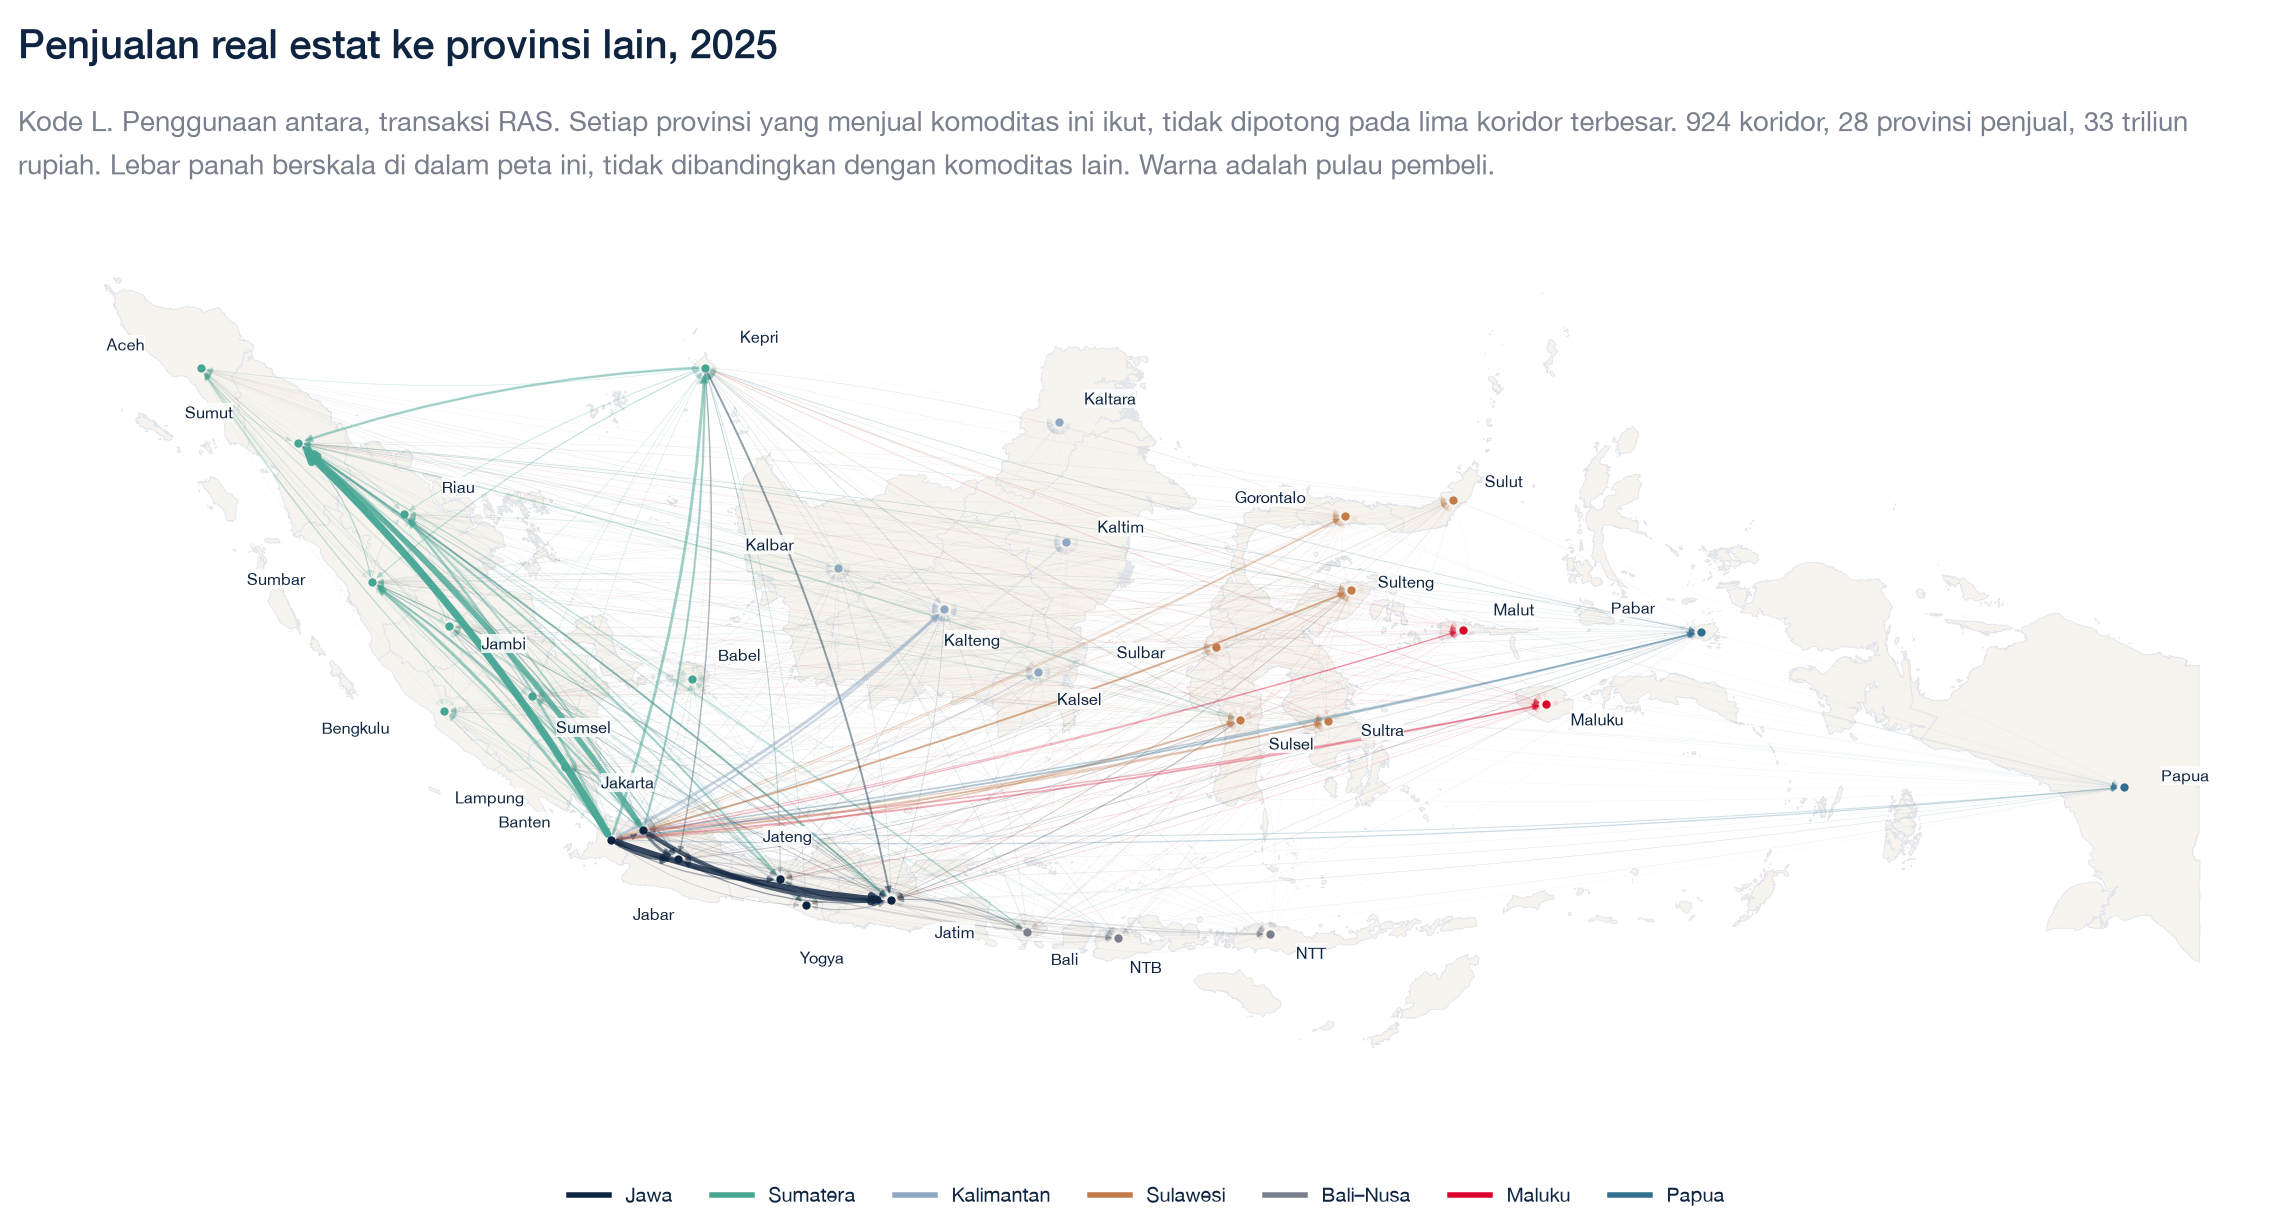 Penjualan real estat ke provinsi lain, 2025
Kode L. Penggunaan antara, transaksi RAS. Setiap provinsi yang menjual komoditas ini ikut, tidak dipotong pada lima koridor terbesar. 924 koridor, 28 provinsi penjual, 33 triliun
rupiah. Lebar panah berskala di dalam peta ini, tidak dibandingkan dengan komoditas lain. Warna adalah pulau pembeli.
Kepri
Aceh
Kaltara
Sumut
Sulut
Riau
Gorontalo
Kaltim
Kalbar
Sumbar
Sulteng
Malut
Pabar
Jambi
Kalteng
Babel
Sulbar
Kalsel
Bengkulu
Sumsel
Maluku
Sultra
Sulsel
Papua
Jakarta
Lampung
Banten
Jateng
Jabar
Jatim
Yogya
Bali
NTB
NTT
Jawa
Sumatera
Kalimantan
Sulawesi
Bali–Nusa
Maluku
Papua